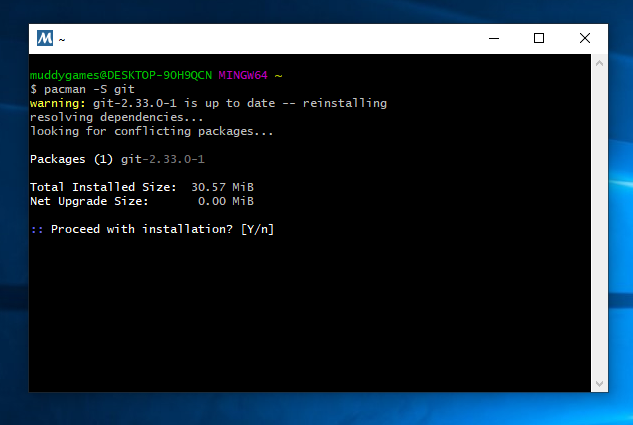 ~
muddygames@DESKTOP-9OH9QCN MINGW64 ~
$ pacman -S git
warning: git-2.33.0-1 is up to date -- reinstalling
resolving dependencies...
looking for conflicting packages...
Packages (1) git-2.33.0-1
Total Installed Size:  30.57 MiB
Net Upgrade Size:       0.00 MiB
:: Proceed with installation? [Y/n]